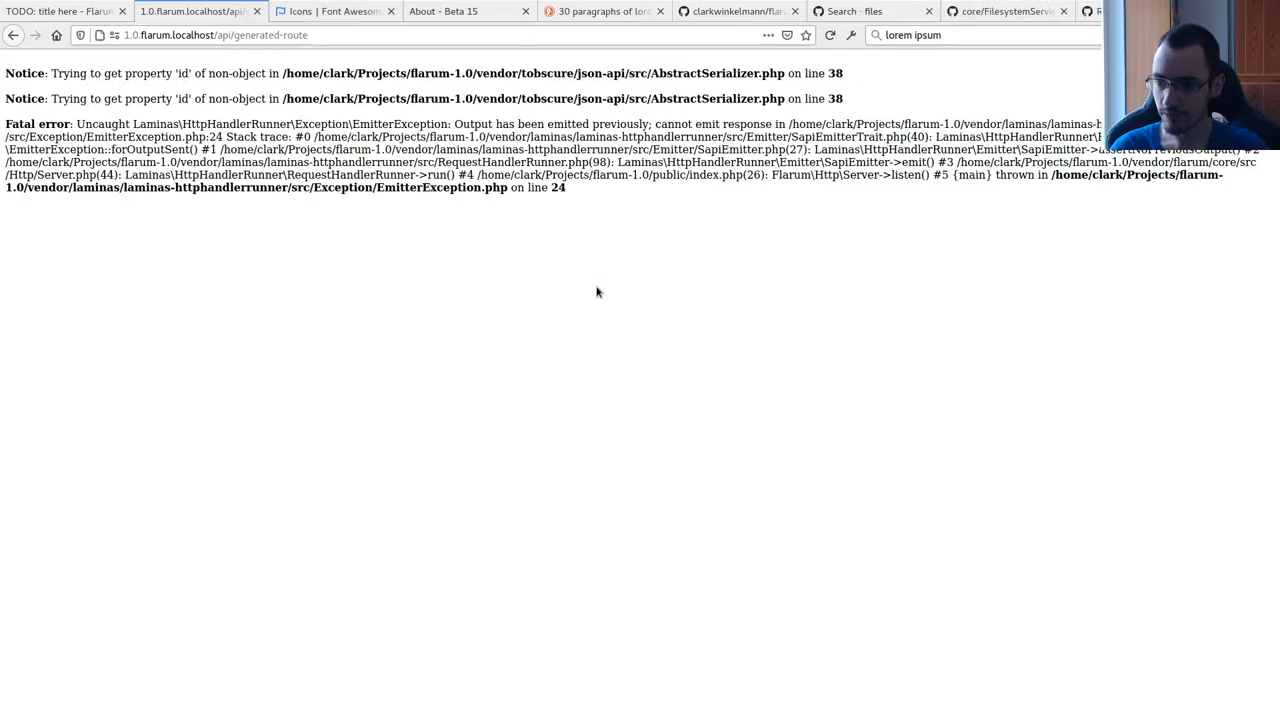 TODO: title here - Flarum
1.0.flarum.localhost/api/
Icons | Font Awesom
About - Beta 15
30 paragraphs of lor
clarkwinkelmann/flar
Search · files
core/FilesystemServi
1.0.flarum.localhost/api/generated-route
lorem ipsum
Notice: Trying to get property 'id' of non-object in /home/clark/Projects/flarum-1.0/vendor/tobscure/json-api/src/AbstractSerializer.php on line 38
Notice: Trying to get property 'id' of non-object in /home/clark/Projects/flarum-1.0/vendor/tobscure/json-api/src/AbstractSerializer.php on line 38
Fatal error: Uncaught Laminas\HttpHandlerRunner\Exception\EmitterException: Output has been emitted previously; cannot emit response in /home/clark/Projects/flarum-1.0/vendor/laminas/laminas-h
/src/Exception/EmitterException.php:24 Stack trace: #0 /home/clark/Projects/flarum-1.0/vendor/laminas/laminas-httphandlerrunner/src/Emitter/SapiEmitterTrait.php(40): Laminas\HttpHandlerRunner\E
\EmitterException::forOutputSent() #1 /home/clark/Projects/flarum-1.0/vendor/laminas/laminas-httphandlerrunner/src/Emitter/SapiEmitter.php(27): Laminas\HttpHandlerRunner\Emitter\SapiEmitter->assertNoPreviousOutput() #2
/home/clark/Projects/flarum-1.0/vendor/laminas/laminas-httphandlerrunner/src/RequestHandlerRunner.php(98): Laminas\HttpHandlerRunner\Emitter\SapiEmitter->emit() #3 /home/clark/Projects/flarum-1.0/vendor/flarum/core/src
/Http/Server.php(44): Laminas\HttpHandlerRunner\RequestHandlerRunner->run() #4 /home/clark/Projects/flarum-1.0/public/index.php(26): Flarum\Http\Server->listen() #5 {main} thrown in /home/clark/Projects/flarum-
1.0/vendor/laminas/laminas-httphandlerrunner/src/Exception/EmitterException.php on line 24